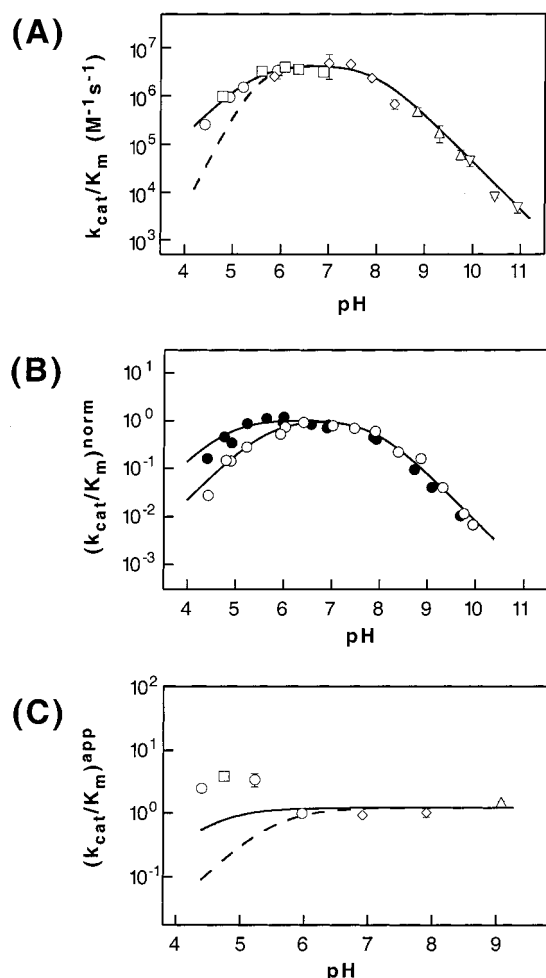 (A)
k_cat/K_m (M⁻¹s⁻¹)
10⁷
10⁶
10⁵
10⁴
10³
4 5 6 7 8 9 10 11
pH
(B)
(k_cat/K_m)^norm
10¹
10⁰
10⁻¹
10⁻²
10⁻³
4 5 6 7 8 9 10 11
pH
(C)
(k_cat/K_m)^app
10²
10¹
10⁰
10⁻¹
4 5 6 7 8 9
pH